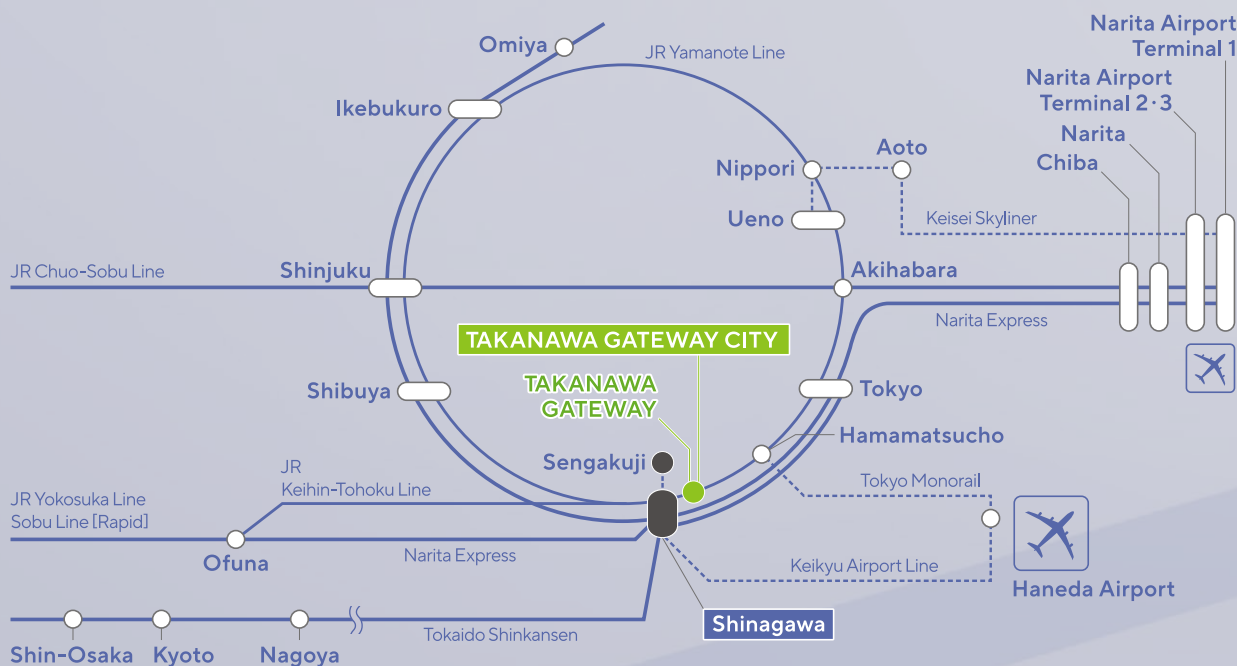 Narita Airport
Terminal 1
Omiya
JR Yamanote Line
Narita Airport
Terminal 2·3
Ikebukuro
Narita
Aoto
Chiba
Nippori
Ueno
Keisei Skyliner
JR Chuo-Sobu Line
Shinjuku
Akihabara
Narita Express
TAKANAWA GATEWAY CITY
TAKANAWA
GATEWAY
Shibuya
Tokyo
Hamamatsucho
Sengakuji
JR
Keihin-Tohoku Line
Tokyo Monorail
JR Yokosuka Line
Sobu Line [Rapid]
Ofuna
Narita Express
Keikyu Airport Line
Haneda Airport
Shinagawa
Tokaido Shinkansen
Shin-Osaka
Kyoto
Nagoya